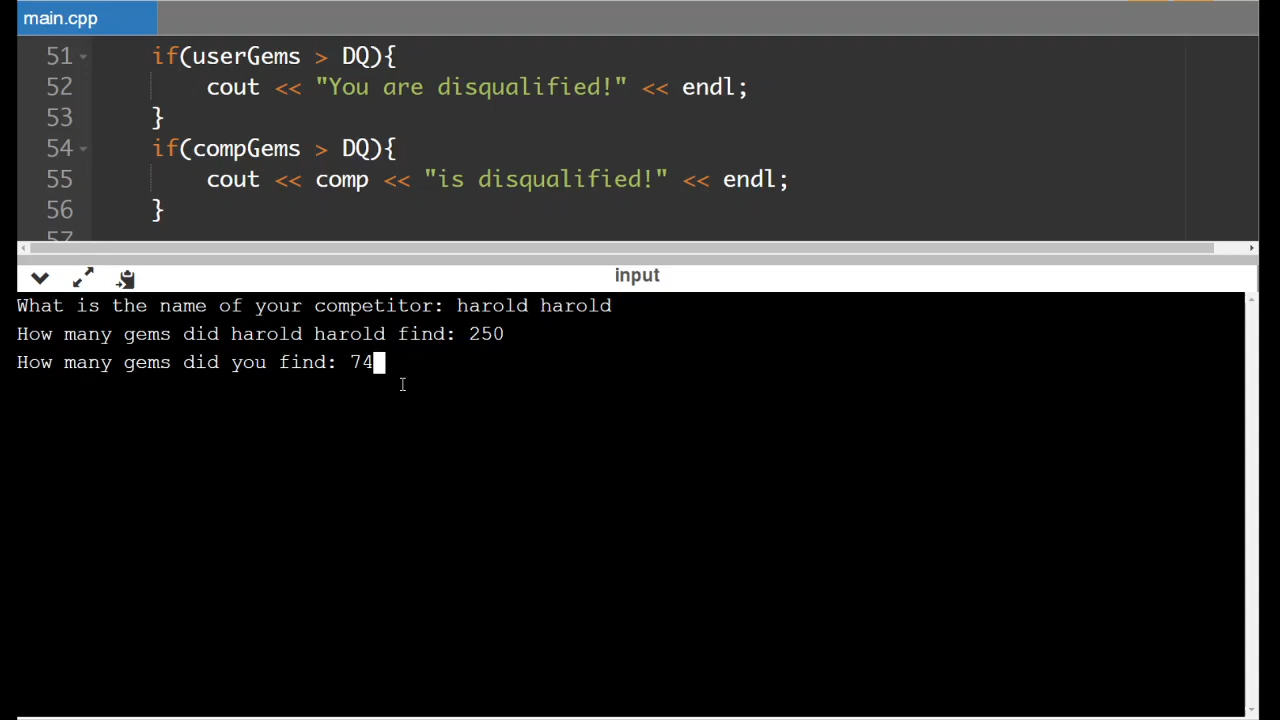 main.cpp
51 if(userGems > DQ){
52 cout << "You are disqualified!" << endl;
53 }
54 if(compGems > DQ){
55 cout << comp << "is disqualified!" << endl;
56 }
57
input
What is the name of your competitor: harold harold
How many gems did harold harold find: 250
How many gems did you find: 74